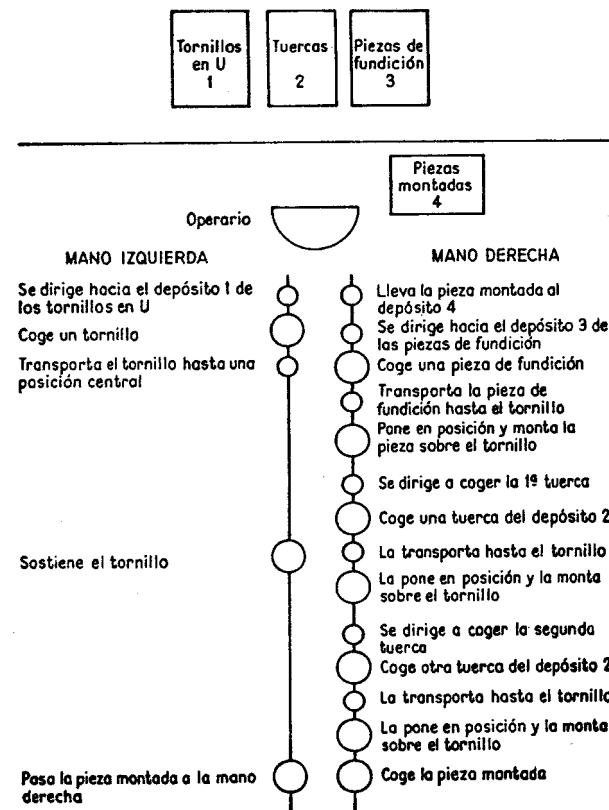 Tornillos
en U
1
Tuercas
2
Piezas de
fundición
3
Piezas
montadas
4
Operario
MANO IZQUIERDA
Se dirige hacia el depósito 1 de
los tornillos en U
Coge un tornillo
Transporta el tornillo hasta una
posición central
Sostiene el tornillo
Pasa la pieza montada a la mano
derecha
MANO DERECHA
Lleva la pieza montada al
depósito 4
Se dirige hacia el depósito 3 de
las piezas de fundición
Coge una pieza de fundición
Transporta la pieza de
fundición hasta el tornillo
Pone en posición y monta la
pieza sobre el tornillo
Se dirige a coger la 1ª tuerca
Coge una tuerca del depósito 2
La transporta hasta el tornillo
La pone en posición y la monta
sobre el tornillo
Se dirige a coger la segunda
tuerca
Coge otra tuerca del depósito 2
La transporta hasta el tornillo
La pone en posición y la monta
sobre el tornillo
Coge la pieza montada